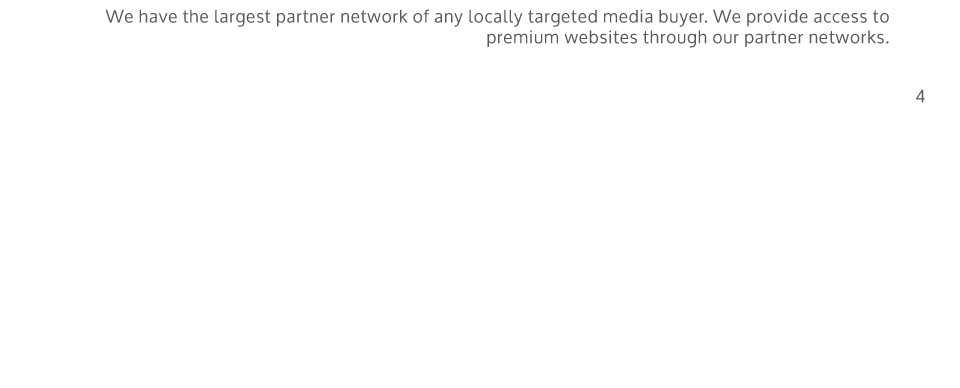 We have the largest partner network of any locally targeted media buyer. We provide access to
premium websites through our partner networks.
4